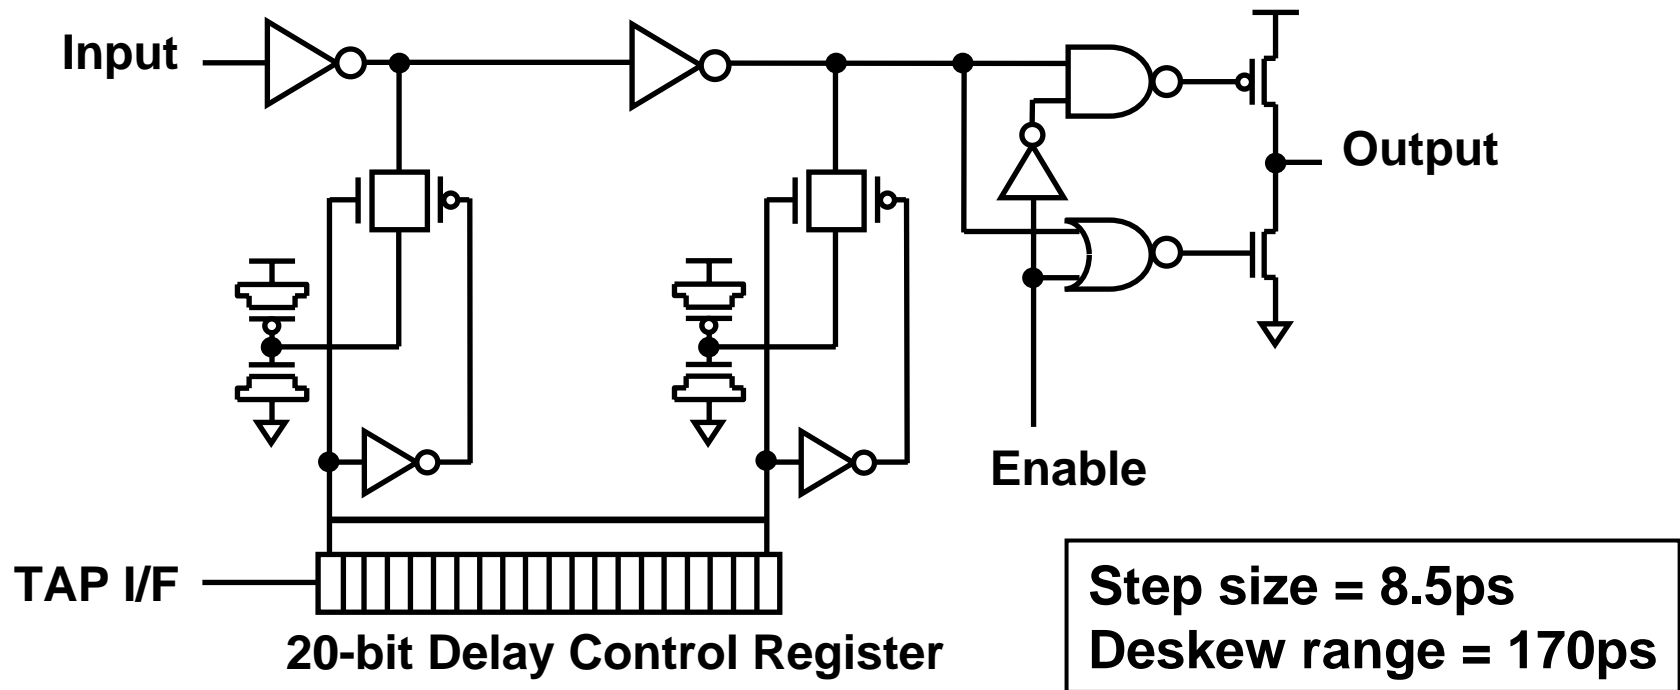 Input
Output
Enable
TAP I/F
20-bit Delay Control Register
Step size = 8.5ps
Deskew range = 170ps